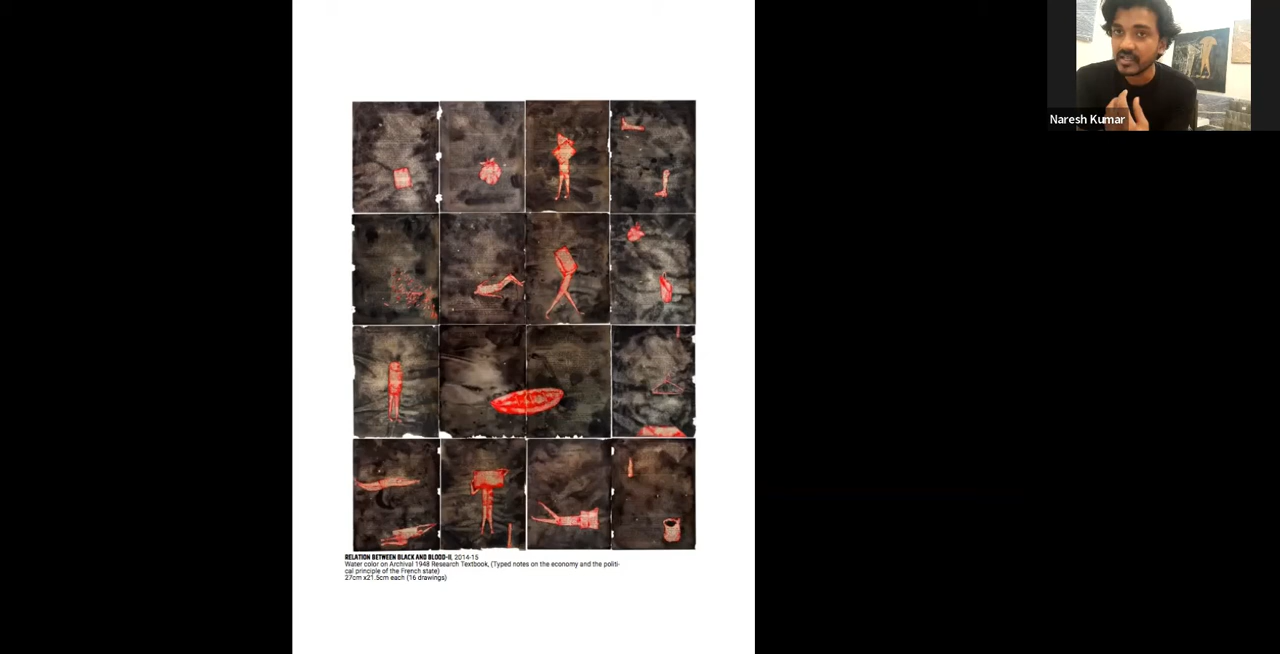 Naresh Kumar
RELATION BETWEEN BLACK AND BLOOD-II, 2014-15
Water color on Archival 1948 Research Textbook, (Typed notes on the economy and the politi-
cal principle of the French state)
27cm x21.5cm each (16 drawings)